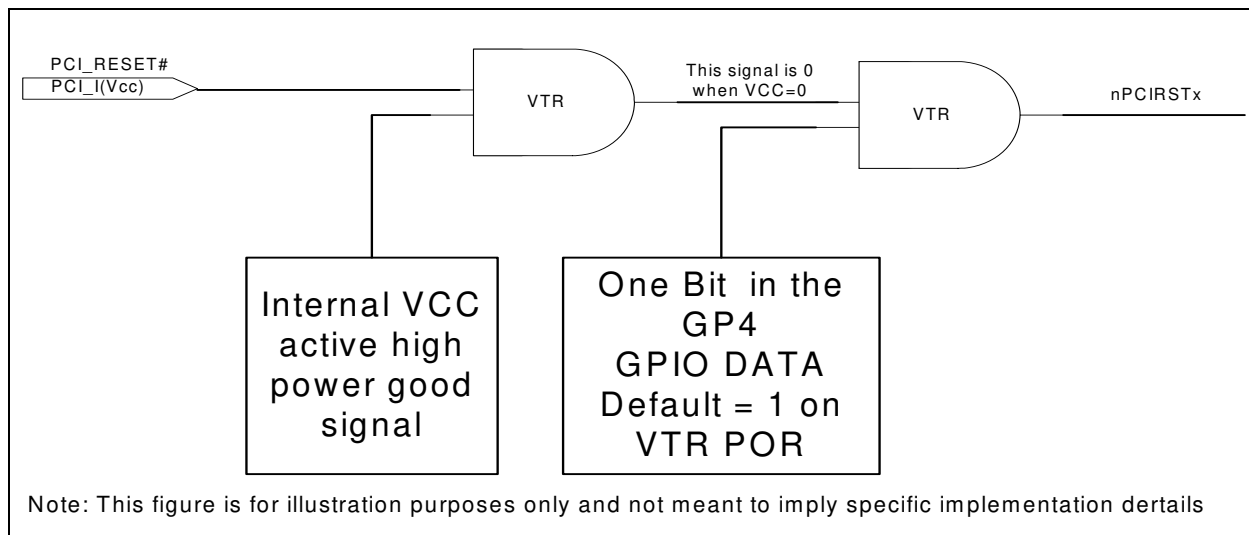 PCI_RESET#
PCI_I(Vcc)
VTR
This signal is 0
when VCC=0
VTR
nPCIRSTx
Internal VCC
active high
power good
signal
One Bit in the
GP4
GPIO DATA
Default = 1 on
VTR POR
Note: This figure is for illustration purposes only and not meant to imply specific implementation dertails